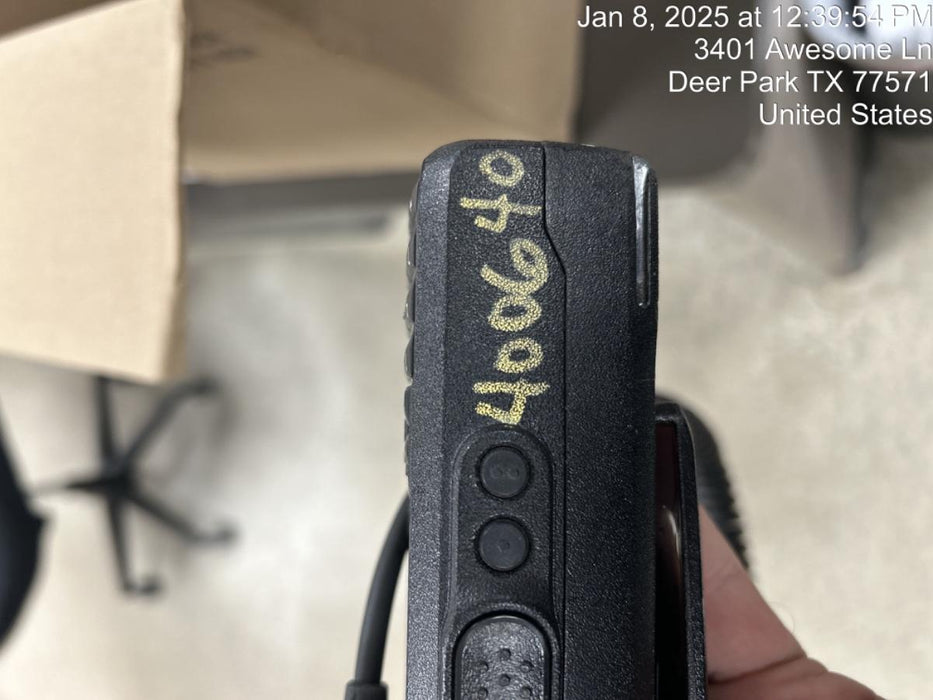 Jan 8, 2025 at 12:39:54 PM
3401 Awesome Ln
Deer Park TX 77571
United States
400640